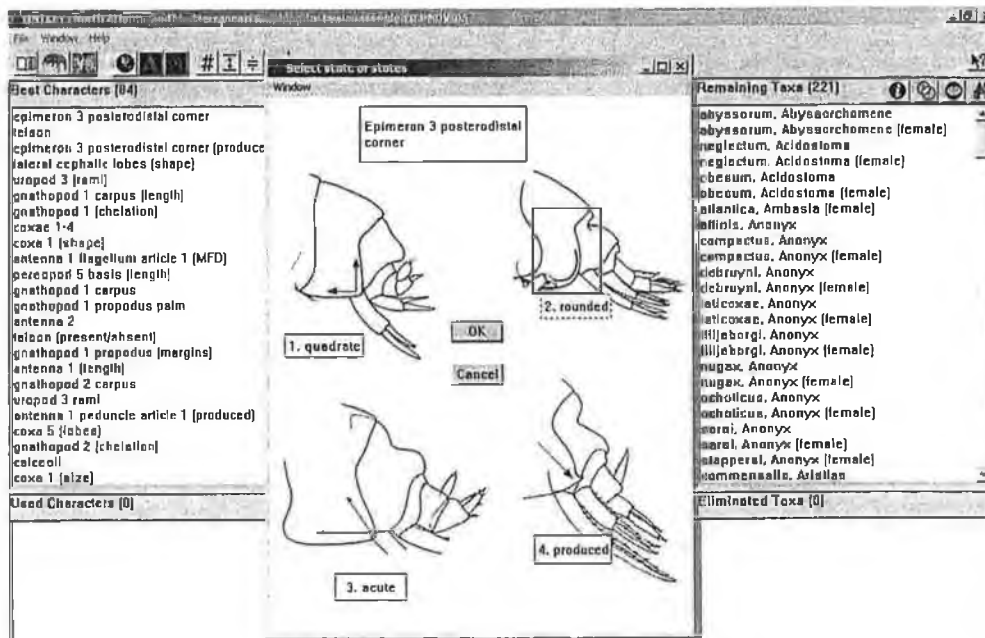 File Window Help
Select state or states
Window
Best Characters (84)
epimeron 3 posterodistal corner
telson
epimeron 3 posterodistal corner (produce
lateral cephalic lobes (shape)
uropod 3 (rami)
gnathopod 1 carpus (length)
gnathopod 1 (chelation)
coxae 1-4
coxa 1 (shape)
antenna 1 flagellum article 1 (MFD)
pereopod 5 basis (length)
gnathopod 1 carpus
gnathopod 1 propodus palm
antenna 2
telson (present/absent)
gnathopod 1 propodus (margins)
antenna 1 (length)
gnathopod 2 carpus
uropod 3 rami
antenna 1 peduncle article 1 (produced)
coxa 5 (lobes)
gnathopod 2 (chelation)
calceoli
coxa 1 (size)
Used Characters (0)
Epimeron 3 posterodistal
corner
1. quadrate
2. rounded
OK
Cancel
3. acute
4. produced
Remaining Taxa (221)
abyssorum, Abyssorchomene
abyssorum, Abyssorchomene (female)
neglectum, Acidostoma
neglectum, Acidostoma (female)
obesum, Acidostoma
obesum, Acidostoma (female)
atlantica, Ambasia (female)
affinis, Anonyx
compactus, Anonyx
compactus, Anonyx (female)
debruyni, Anonyx
debruyni, Anonyx (female)
laticoxae, Anonyx
laticoxae, Anonyx (female)
lilljeborgi, Anonyx
lilljeborgi, Anonyx (female)
nugax, Anonyx
nugax, Anonyx (female)
ochoticus, Anonyx
ochoticus, Anonyx (female)
sarsi, Anonyx
sarsi, Anonyx (female)
Anonyx (female)
commensalis, Aristias
Eliminated Taxa (0)